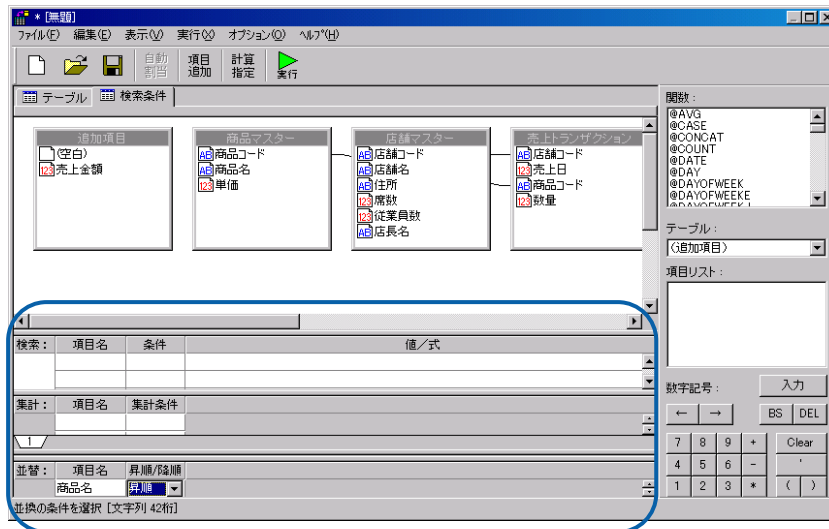 * [無題]
ファイル(F) 編集(E) 表示(V) 実行(X) オプション(O) ヘルプ(H)
自動割当 項目追加 計算指定 実行
テーブル 検索条件
追加項目
(空白)
売上金額
商品マスター
商品コード
商品名
単価
店舗マスター
店舗コード
店舗名
住所
席数
従業員数
店長名
売上トランザクション
店舗コード
売上日
商品コード
数量
検索： 項目名 条件 値／式
集計： 項目名 集計条件
1
並替： 項目名 昇順/降順
商品名 昇順
並換の条件を選択 [文字列 42桁]
関数：
@AVG
@CASE
@CONCAT
@COUNT
@DATE
@DAY
@DAYOFWEEK
@DAYOFWEEKE
テーブル：
(追加項目)
項目リスト：
数字記号： 入力
← → BS DEL
7 8 9 + Clear
4 5 6 - '
1 2 3 * ( )